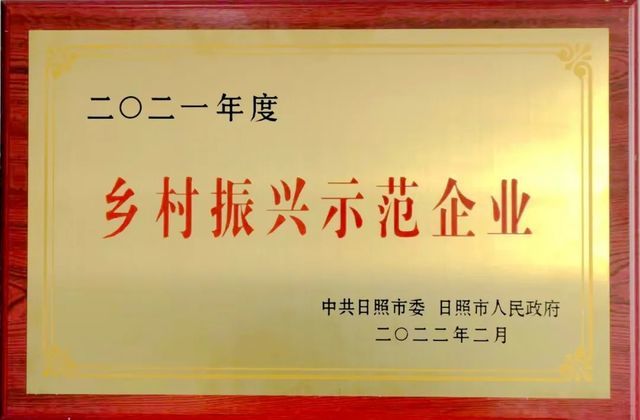 二〇二一年度
乡村振兴示范企业
中共日照市委 日照市人民政府
二〇二二年二月